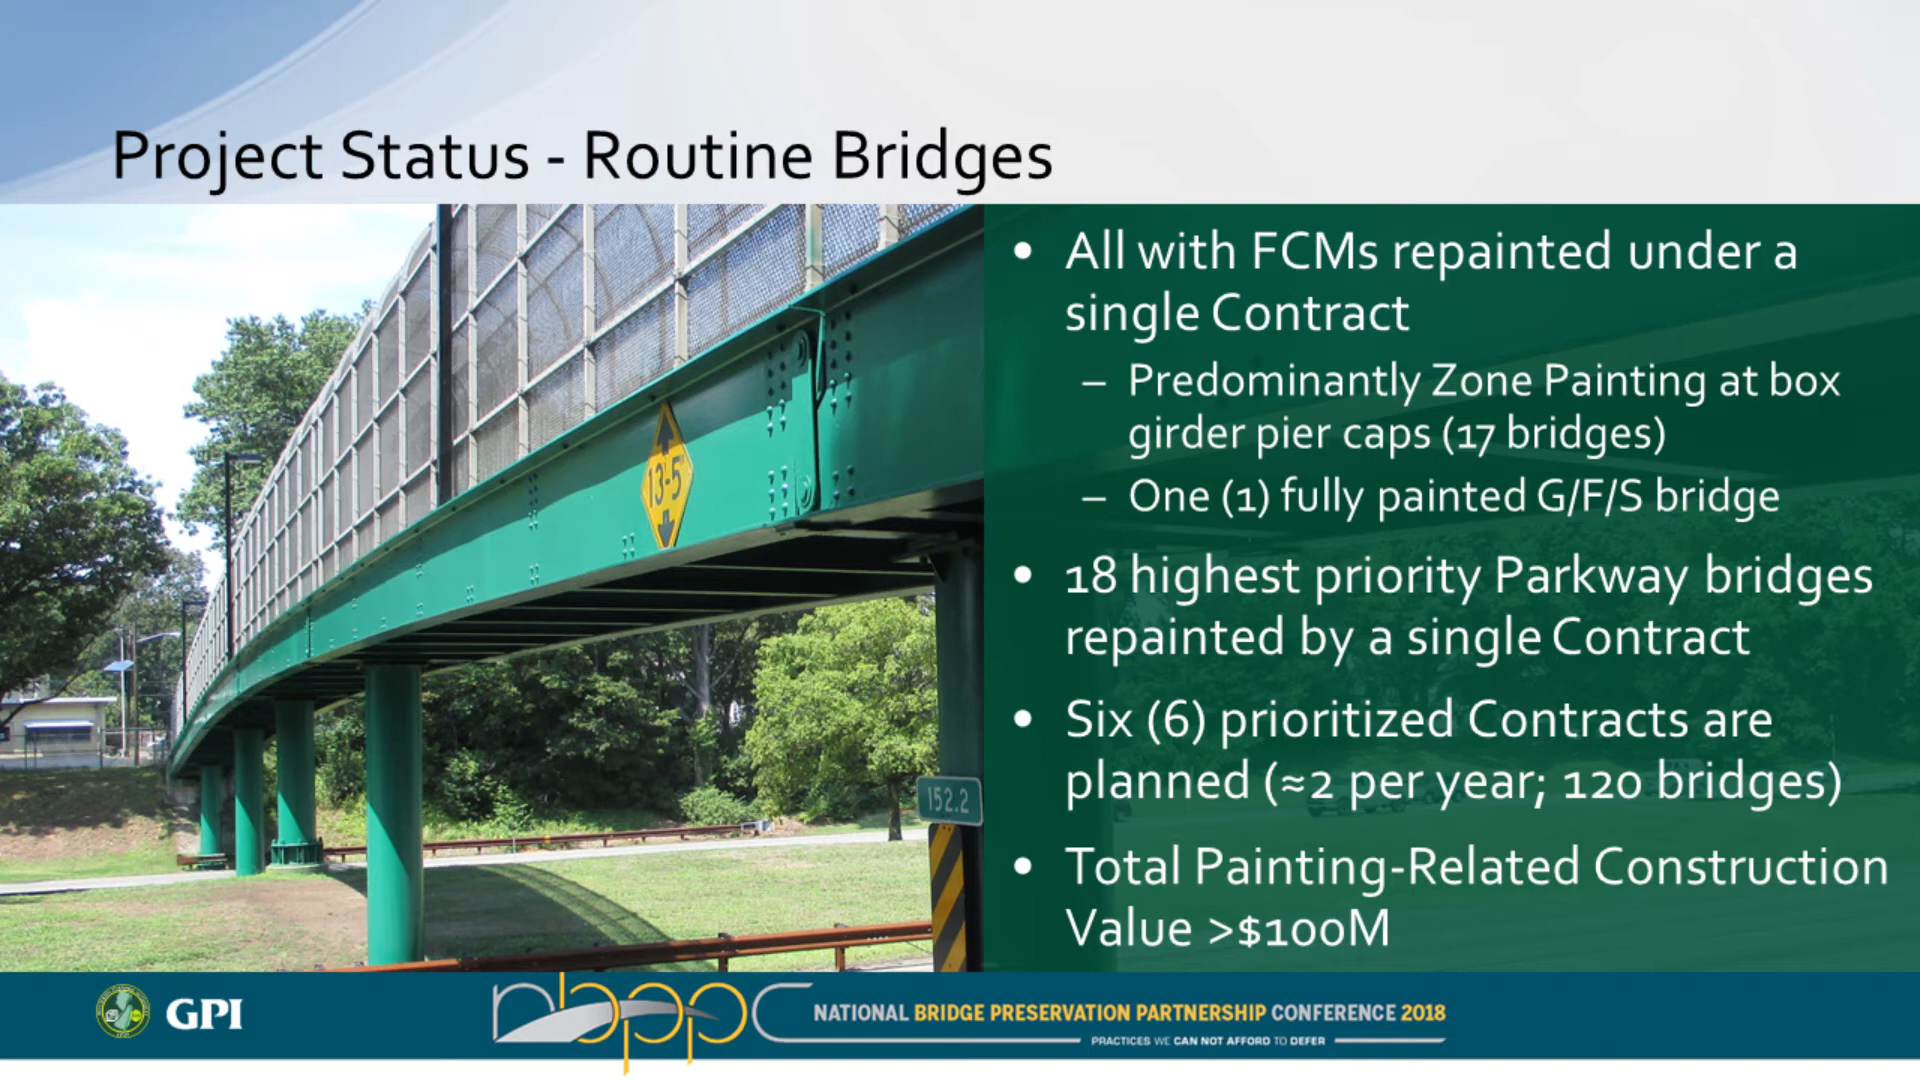 Project Status - Routine Bridges
• All with FCMs repainted under a
single Contract
– Predominantly Zone Painting at box
girder pier caps (17 bridges)
– One (1) fully painted G/F/S bridge
• 18 highest priority Parkway bridges
repainted by a single Contract
• Six (6) prioritized Contracts are
planned (≈2 per year; 120 bridges)
• Total Painting-Related Construction
Value >$100M
13-5
152.2
GPI
nbppc
NATIONAL BRIDGE PRESERVATION PARTNERSHIP CONFERENCE 2018
PRACTICES WE CAN NOT AFFORD TO DEFER